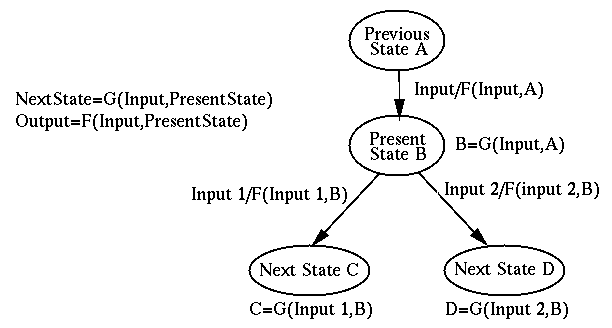 Previous
State A
Input/F(Input,A)
NextState=G(Input,PresentState)
Output=F(Input,PresentState)
Present
State B
B=G(Input,A)
Input 1/F(Input 1,B)
Input 2/F(input 2,B)
Next State C
Next State D
C=G(Input 1,B)
D=G(Input 2,B)